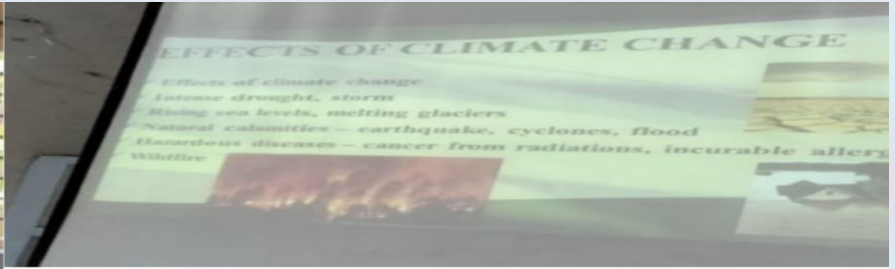 EFFECTS OF CLIMATE CHANGE
Effects of climate change
Intense drought, storm
Rising sea levels, melting glaciers
Natural calamities – earthquake, cyclones, flood
Hazardous diseases – cancer from radiations, incurable allerg
Wildfire